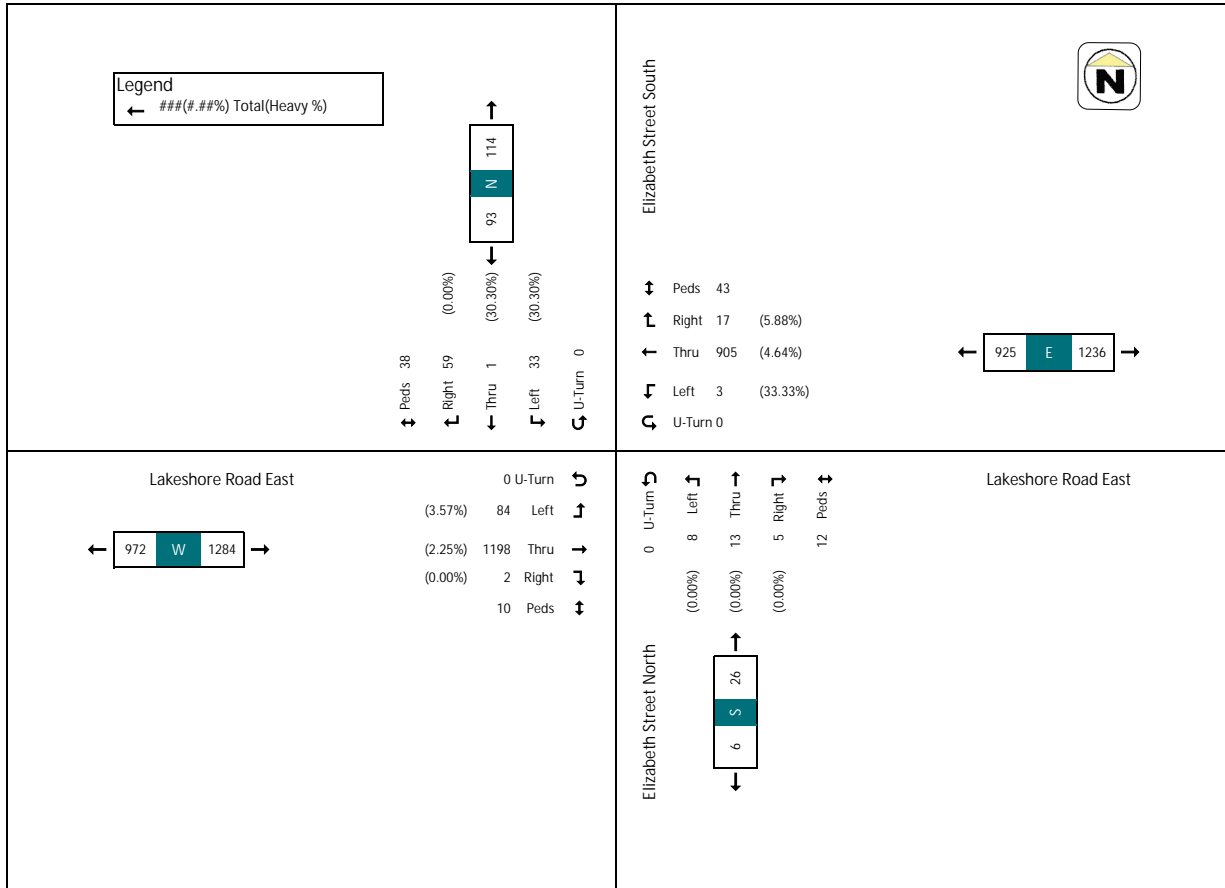 Legend
###(#.##%) Total(Heavy %)
114
N
93
(0.00%)
(30.30%)
(30.30%)
Peds 38
Right 59
Thru 1
Left 33
U-Turn 0
Elizabeth Street South
N
Peds 43
Right 17 (5.88%)
Thru 905 (4.64%)
Left 3 (33.33%)
U-Turn 0
925 E 1236
Lakeshore Road East
972 W 1284
0 U-Turn
(3.57%) 84 Left
(2.25%) 1198 Thru
(0.00%) 2 Right
10 Peds
0 U-Turn
(0.00%) 8 Left
(0.00%) 13 Thru
(0.00%) 5 Right
12 Peds
Elizabeth Street North
26
S
6
Lakeshore Road East